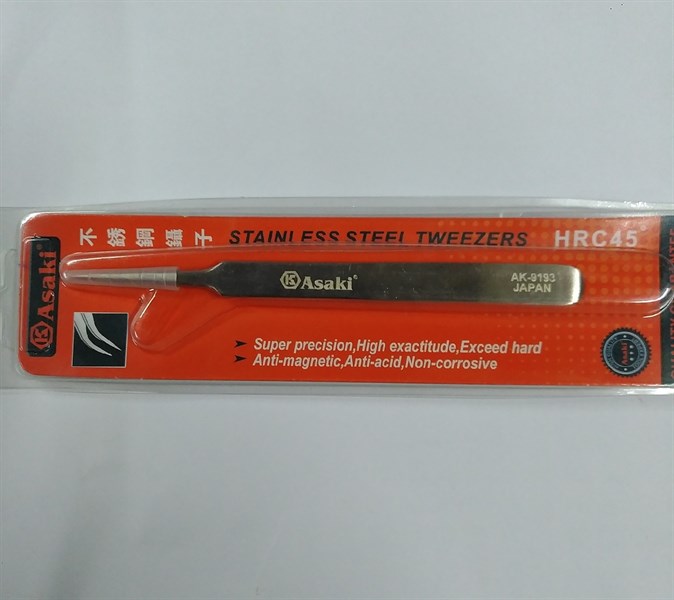 Asaki
不銹鋼鑷子 STAINLESS STEEL TWEEZERS HRC45
Asaki
AK-9193
JAPAN
Super precision,High exactitude,Exceed hard
Anti-magnetic,Anti-acid,Non-corrosive
Asaki